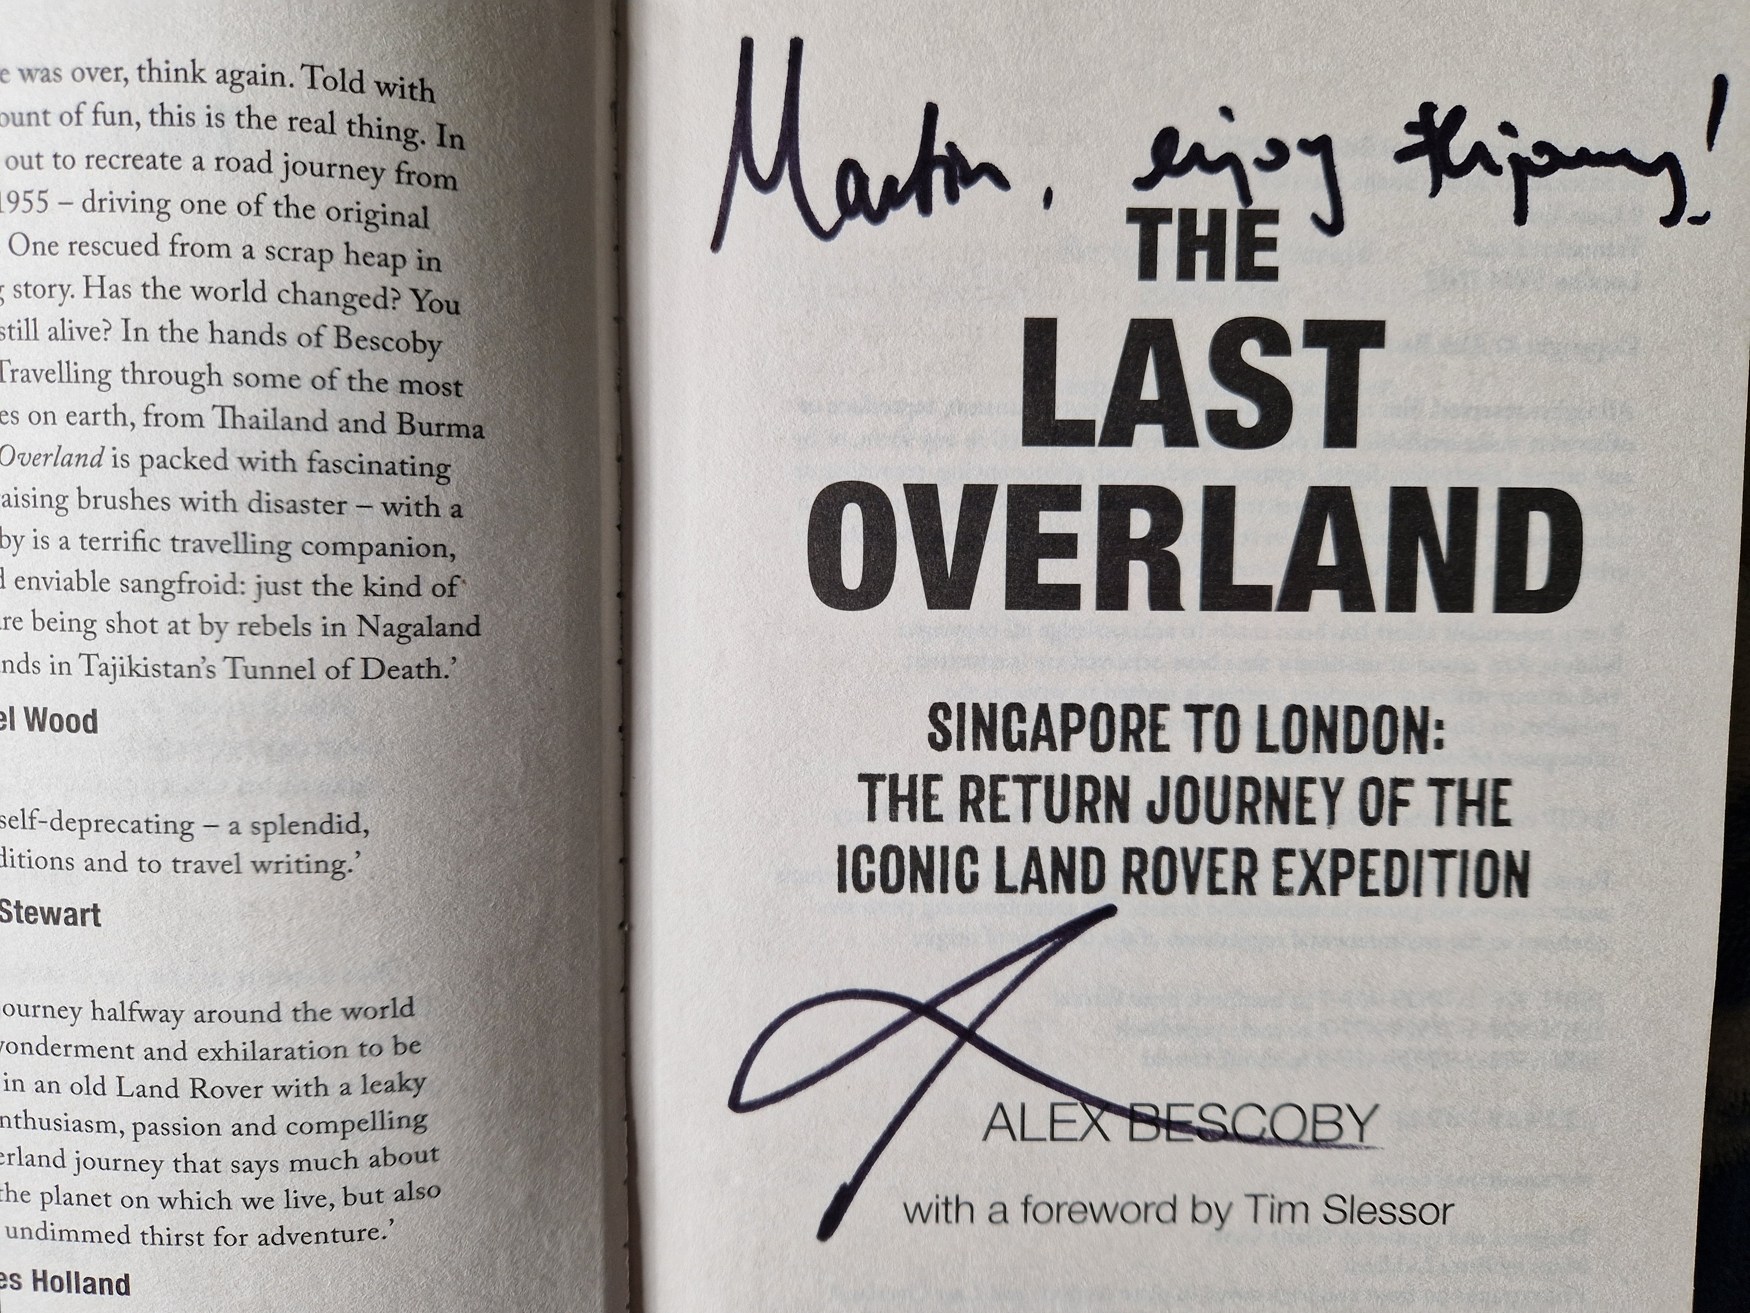 was over, think again. Told with
ount of fun, this is the real thing. In
out to recreate a road journey from
1955 – driving one of the original
One rescued from a scrap heap in
story. Has the world changed? You
still alive? In the hands of Bescoby
Travelling through some of the most
es on earth, from Thailand and Burma
Overland is packed with fascinating
aising brushes with disaster – with a
by is a terrific travelling companion,
d enviable sangfroid: just the kind of
re being shot at by rebels in Nagaland
nds in Tajikistan's Tunnel of Death.'
el Wood
self-deprecating – a splendid,
ditions and to travel writing.'
Stewart
ourney halfway around the world
wonderment and exhilaration to be
in an old Land Rover with a leaky
nthusiasm, passion and compelling
erland journey that says much about
the planet on which we live, but also
undimmed thirst for adventure.'
es Holland
Martin, enjoy
THE
LAST
OVERLAND
SINGAPORE TO LONDON:
THE RETURN JOURNEY OF THE
ICONIC LAND ROVER EXPEDITION
ALEX BESCOBY
with a foreword by Tim Slessor